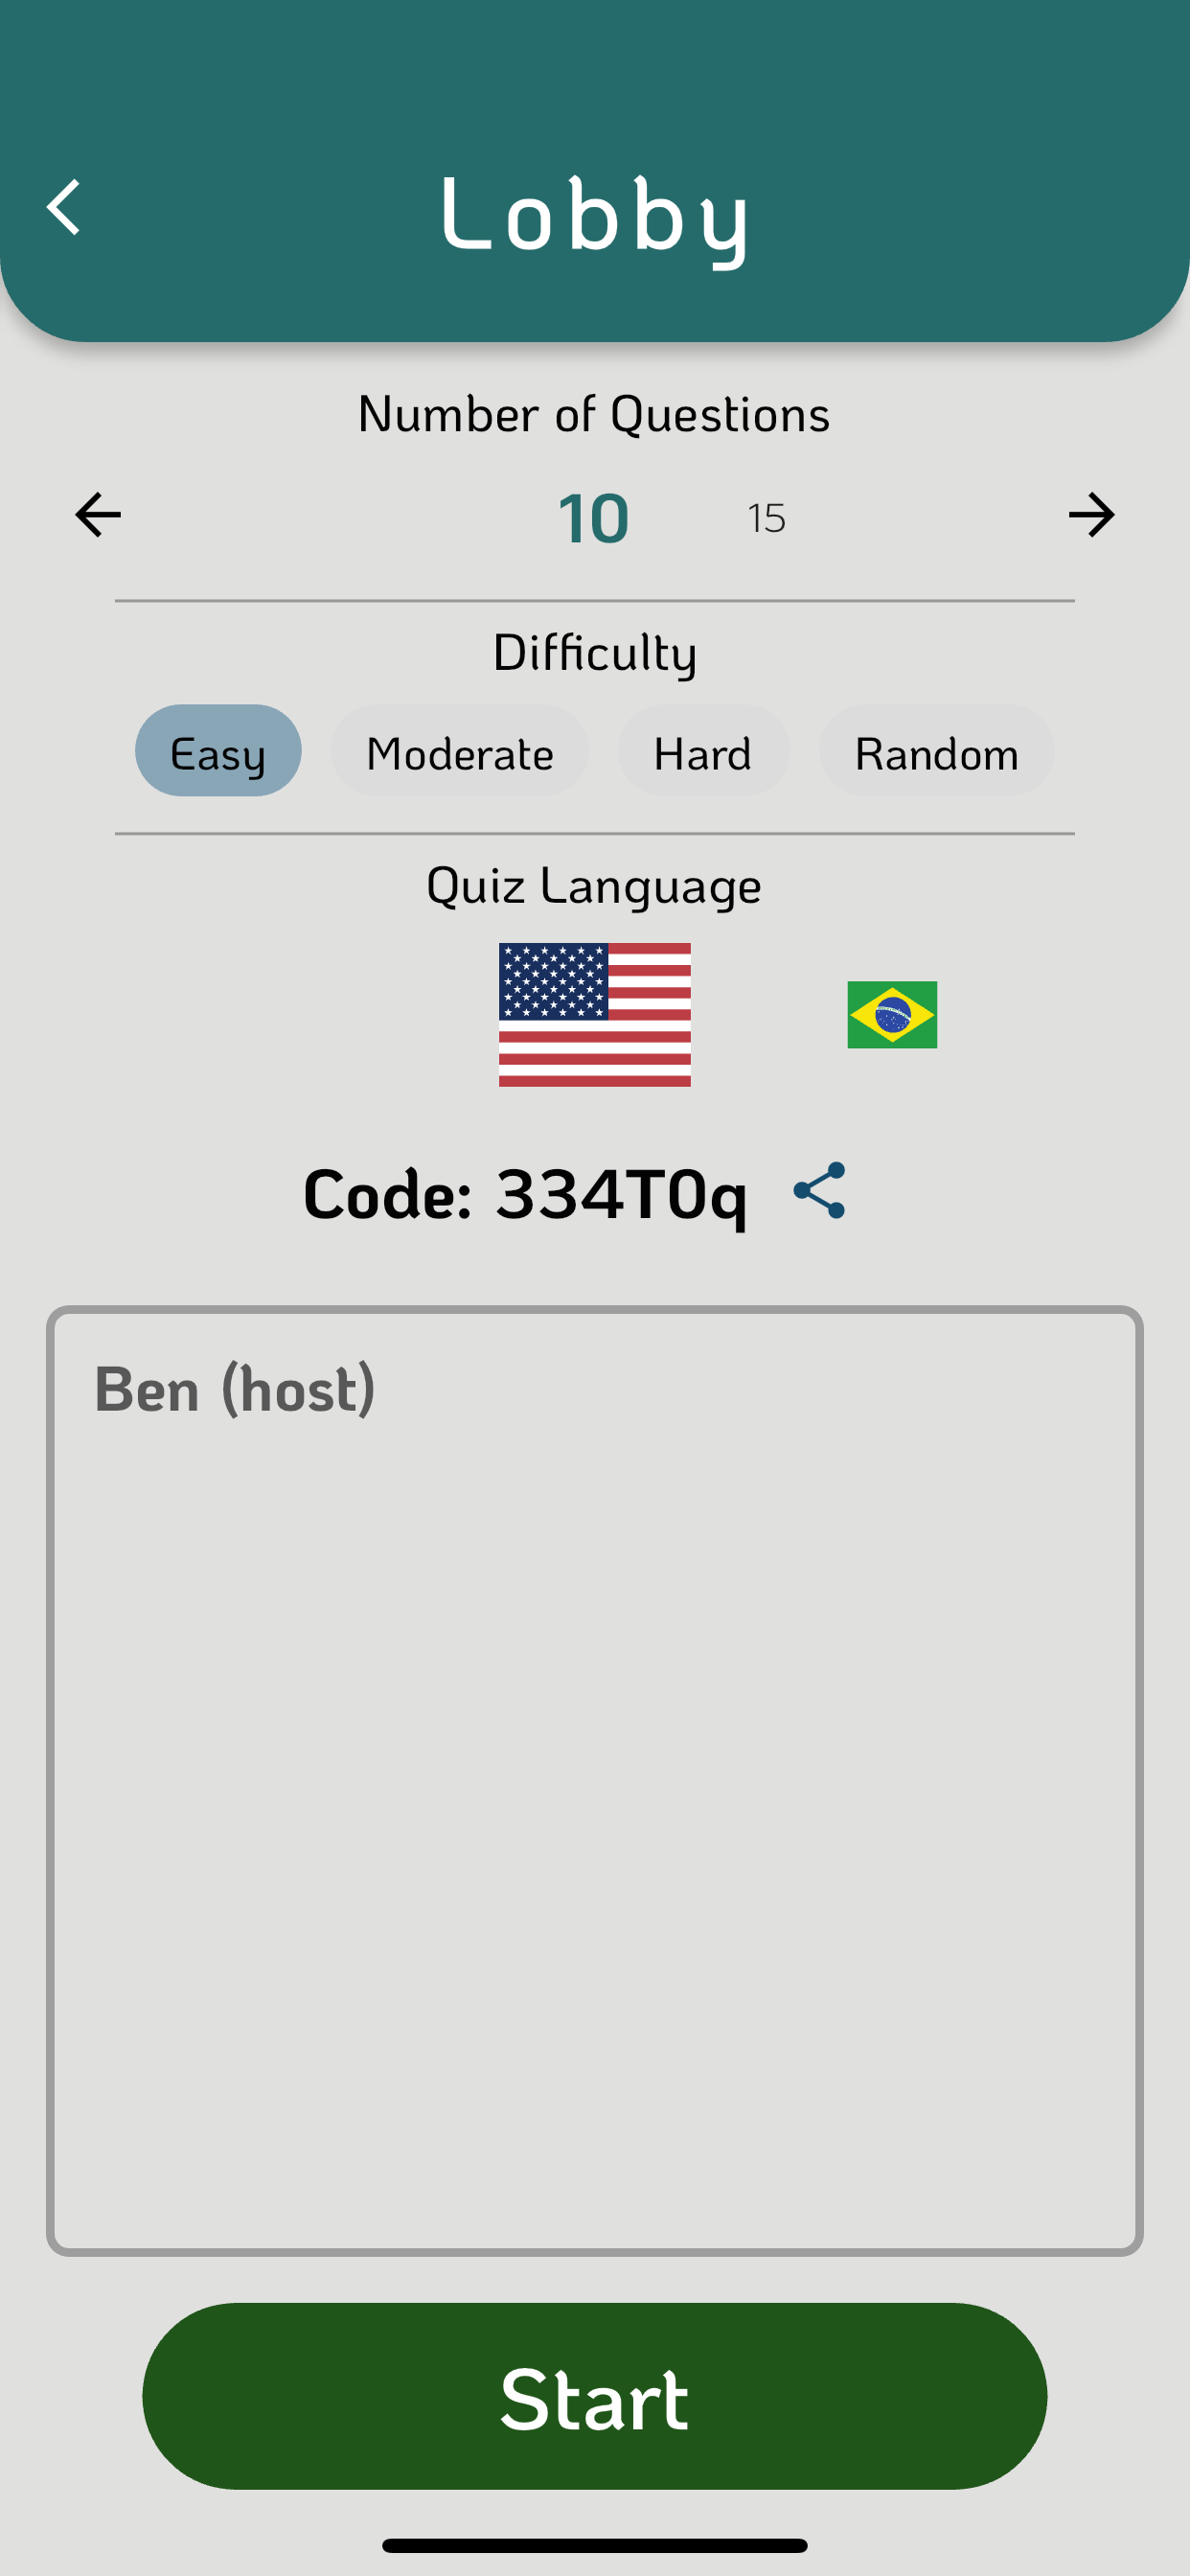 Lobby
Number of Questions
10 15
Difficulty
Easy Moderate Hard Random
Quiz Language
Code: 334T0q
Ben (host)
Start